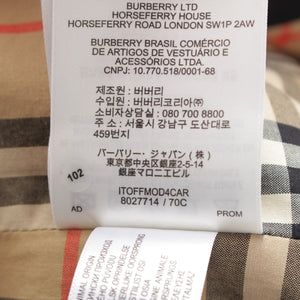 BURBERRY LTD
HORSEFERRY HOUSE
HORSEFERRY ROAD LONDON SW1P 2AW
BURBERRY BRASIL COMÉRCIO
DE ARTIGOS DE VESTUÁRIO E
ACESSÓRIOS LTDA.
CNPJ: 10.770.518/0001-68
제조원 : 버버리
수입원 : 버버리코리아㈜
소비자상담실 : 080 700 8800
주소 : 서울시 강남구 도산대로
459번지
バーバリー・ジャパン(株)
東京都中央区銀座2-5-14
銀座マロニエビル
102
ITOFFMOD4CAR
8027714 / 70C
AD
PROM
ANIMAL ORIGIN